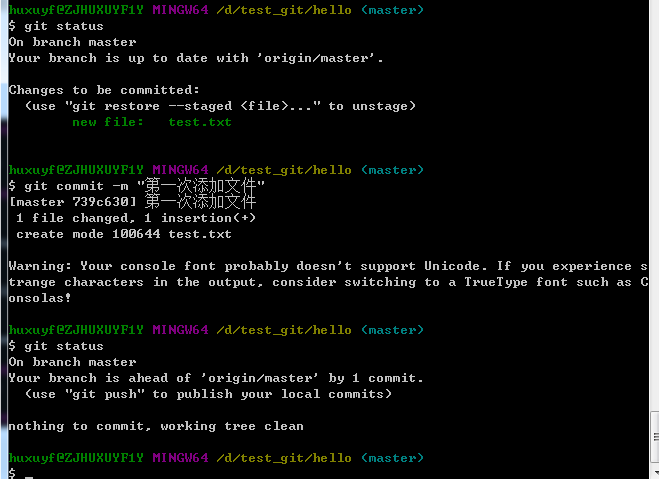 huxuyf@ZJHUXUYF1Y MINGW64 /d/test_git/hello (master)
$ git status
On branch master
Your branch is up to date with 'origin/master'.
Changes to be committed:
(use "git restore --staged <file>..." to unstage)
new file: test.txt
huxuyf@ZJHUXUYF1Y MINGW64 /d/test_git/hello (master)
$ git commit -m "第一次添加文件"
[master 739c630] 第一次添加文件
1 file changed, 1 insertion(+)
create mode 100644 test.txt
Warning: Your console font probably doesn't support Unicode. If you experience s
trange characters in the output, consider switching to a TrueType font such as C
onsolas!
huxuyf@ZJHUXUYF1Y MINGW64 /d/test_git/hello (master)
$ git status
On branch master
Your branch is ahead of 'origin/master' by 1 commit.
(use "git push" to publish your local commits)
nothing to commit, working tree clean
huxuyf@ZJHUXUYF1Y MINGW64 /d/test_git/hello (master)
$